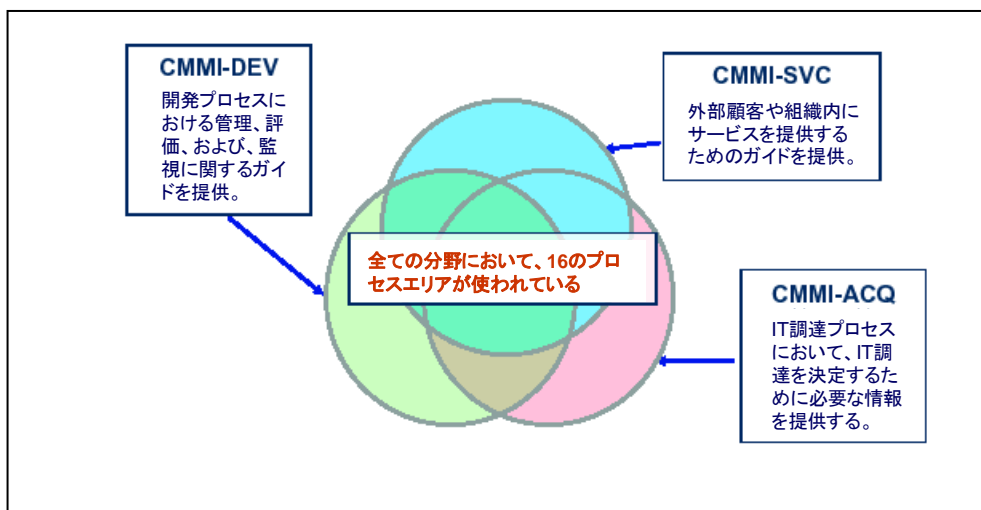 CMMI-DEV
開発プロセスに
おける管理、評
価、および、監
視に関するガイ
ドを提供。
CMMI-SVC
外部顧客や組織内に
サービスを提供する
ためのガイドを提供。
全ての分野において、16のプロ
セスエリアが使われている
CMMI-ACQ
IT調達プロセス
において、IT調
達を決定するた
めに必要な情報
を提供する。